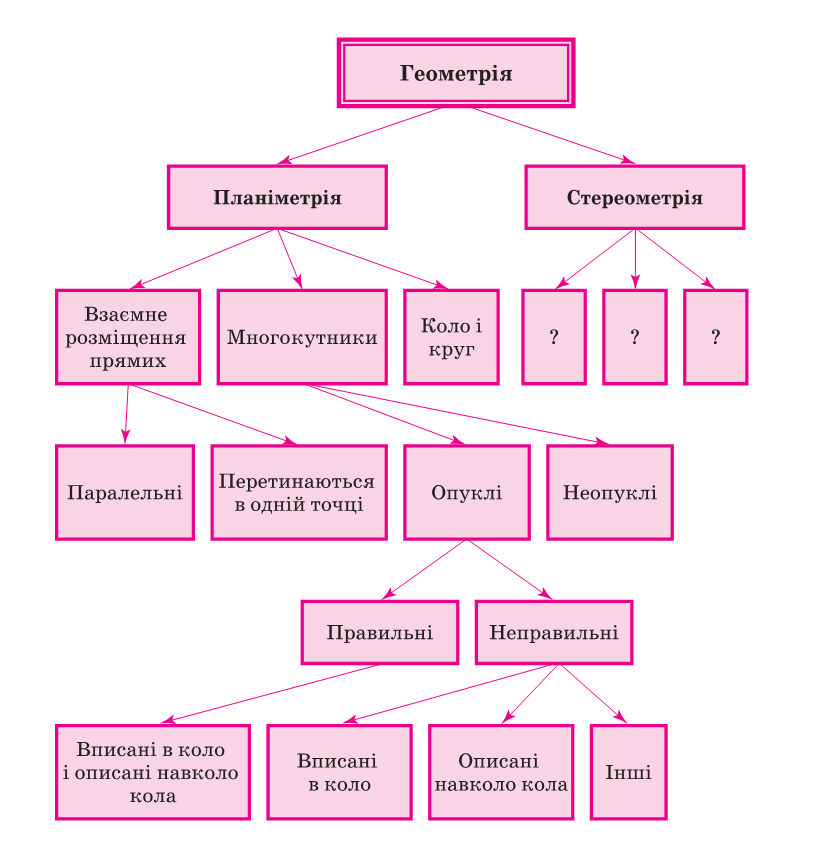 Геометрія
Планіметрія
Стереометрія
Взаємне
розміщення
прямих
Многокутники
Коло і
круг
?
?
?
Паралельні
Перетинаються
в одній точці
Опуклі
Неопуклі
Правильні
Неправильні
Вписані в коло
і описані навколо
кола
Вписані
в коло
Описані
навколо кола
Інші